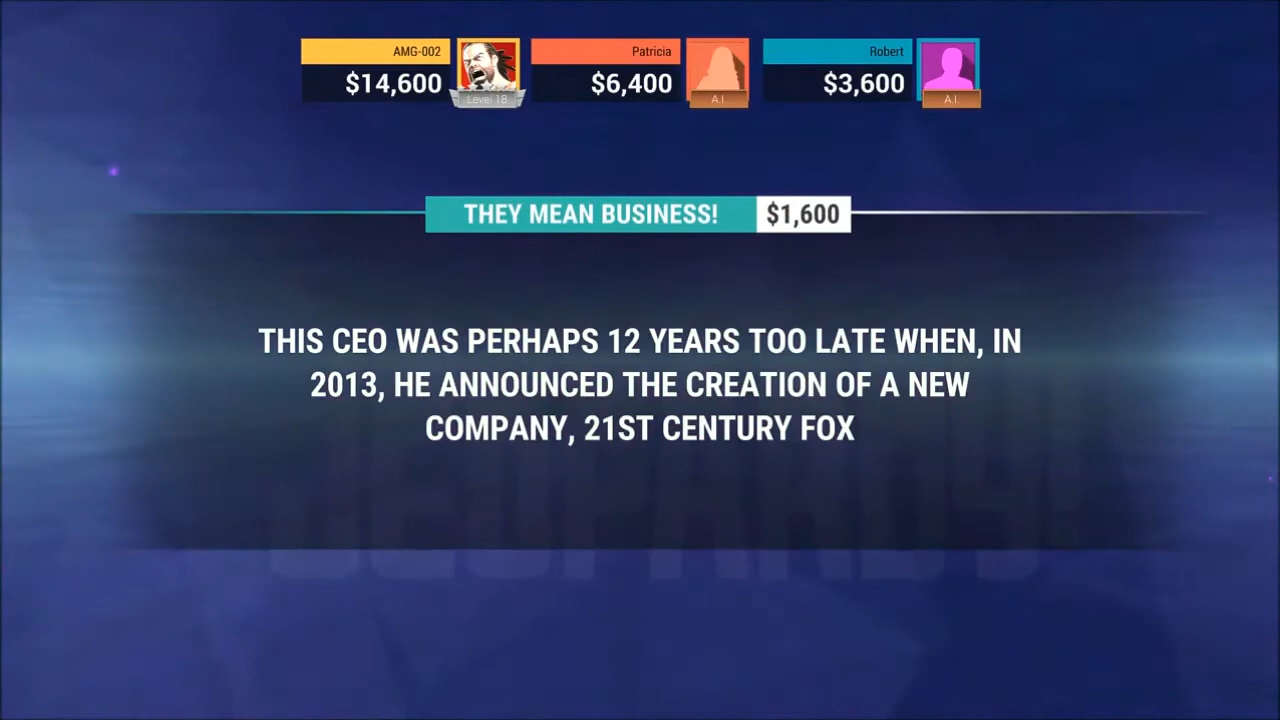 AMG-002 Patricia Robert
$14,600 $6,400 $3,600
Level 18 A.I. A.I.
THEY MEAN BUSINESS! $1,600
THIS CEO WAS PERHAPS 12 YEARS TOO LATE WHEN, IN
2013, HE ANNOUNCED THE CREATION OF A NEW
COMPANY, 21ST CENTURY FOX
JEOPARDY!